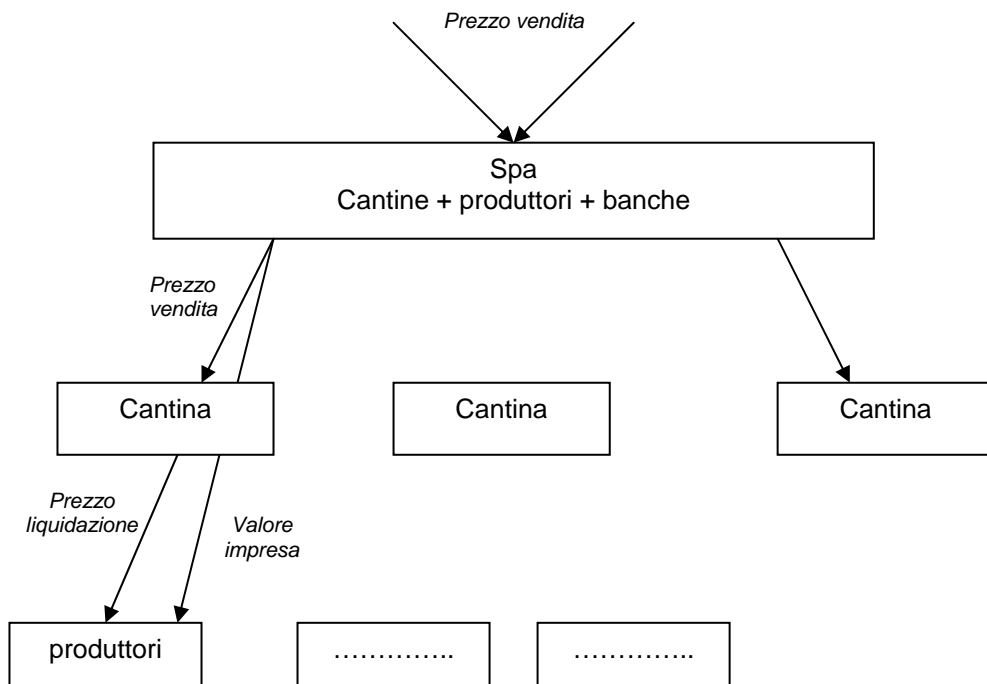 Prezzo vendita
Spa
Cantine + produttori + banche
Prezzo
vendita
Cantina
Cantina
Cantina
Prezzo
liquidazione
Valore
impresa
produttori
…………..
…………..